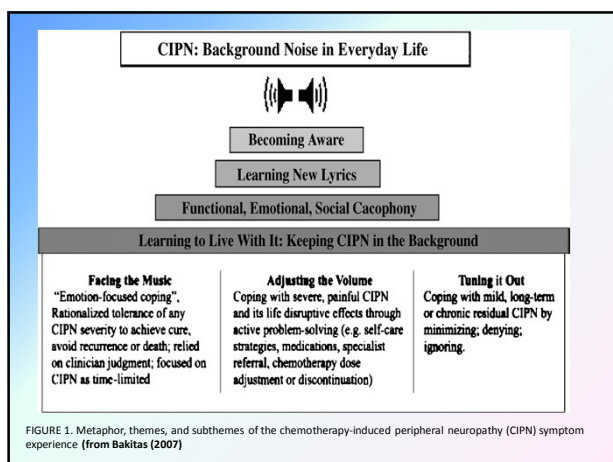 CIPN: Background Noise in Everyday Life
Becoming Aware
Learning New Lyrics
Functional, Emotional, Social Cacophony
Learning to Live With It: Keeping CIPN in the Background
Facing the Music
"Emotion-focused coping",
Rationalized tolerance of any
CIPN severity to achieve cure,
avoid recurrence or death; relied
on clinician judgment; focused on
CIPN as time-limited
Adjusting the Volume
Coping with severe, painful CIPN
and its life disruptive effects through
active problem-solving (e.g. self-care
strategies, medications, specialist
referral, chemotherapy dose
adjustment or discontinuation)
Tuning it Out
Coping with mild, long-term
or chronic residual CIPN by
minimizing; denying;
ignoring.
FIGURE 1. Metaphor, themes, and subthemes of the chemotherapy-induced peripheral neuropathy (CIPN) symptom
experience (from Bakitas (2007)